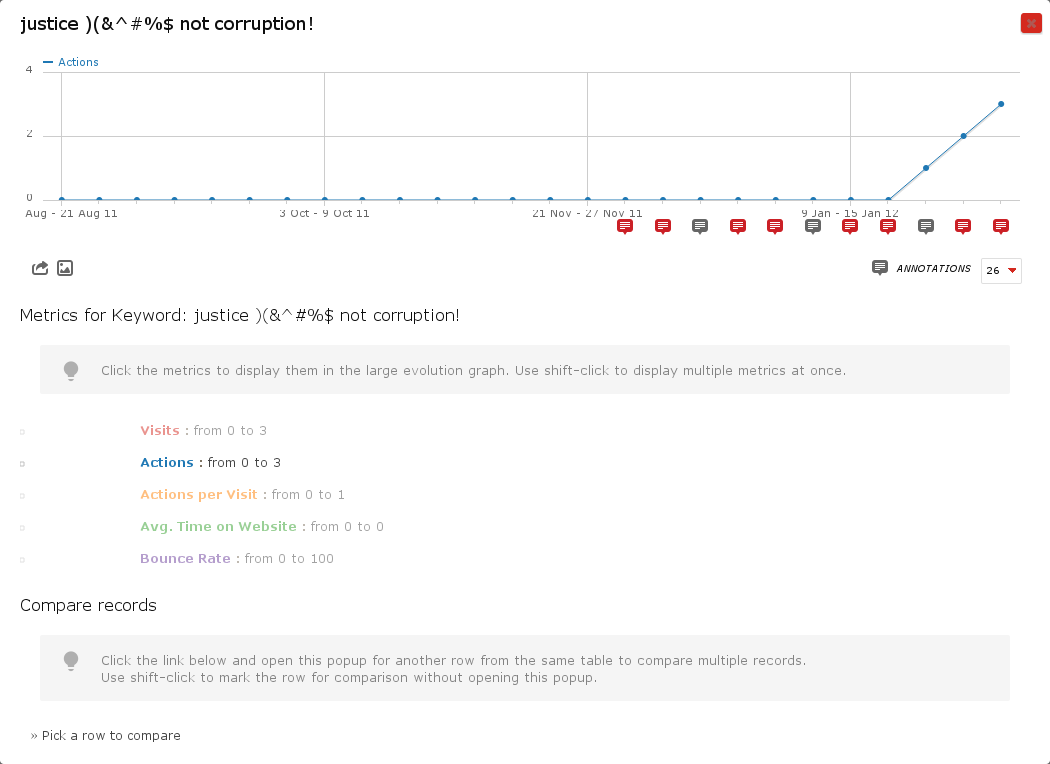 justice )(&^#%$ not corruption!
Actions
4
2
0
Aug - 21 Aug 11
3 Oct - 9 Oct 11
21 Nov - 27 Nov 11
9 Jan - 15 Jan 12
ANNOTATIONS
26
Metrics for Keyword: justice )(&^#%$ not corruption!
Click the metrics to display them in the large evolution graph. Use shift-click to display multiple metrics at once.
Visits : from 0 to 3
Actions : from 0 to 3
Actions per Visit : from 0 to 1
Avg. Time on Website : from 0 to 0
Bounce Rate : from 0 to 100
Compare records
Click the link below and open this popup for another row from the same table to compare multiple records.
Use shift-click to mark the row for comparison without opening this popup.
» Pick a row to compare